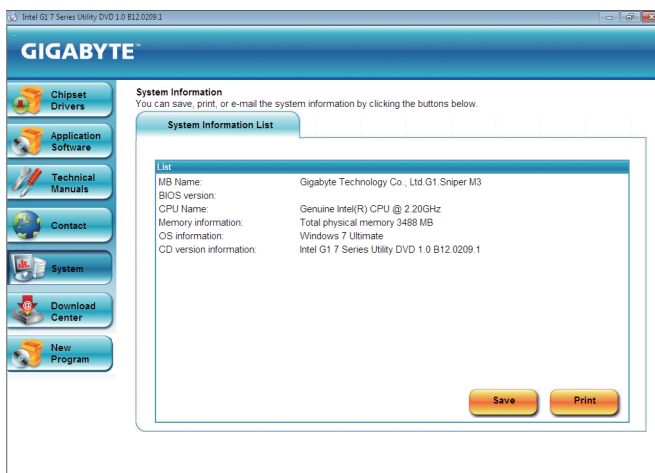 Intel G1 7 Series Utility DVD 1.0 B12.0209.1
GIGABYTE™
Chipset
Drivers
Application
Software
Technical
Manuals
Contact
System
Download
Center
New
Program
System Information
You can save, print, or e-mail the system information by clicking the buttons below.
System Information List
List
MB Name: Gigabyte Technology Co., Ltd.G1.Sniper M3
BIOS version:
CPU Name: Genuine Intel(R) CPU @ 2.20GHz
Memory information: Total physical memory 3488 MB
OS information: Windows 7 Ultimate
CD version information: Intel G1 7 Series Utility DVD 1.0 B12.0209.1
Save Print